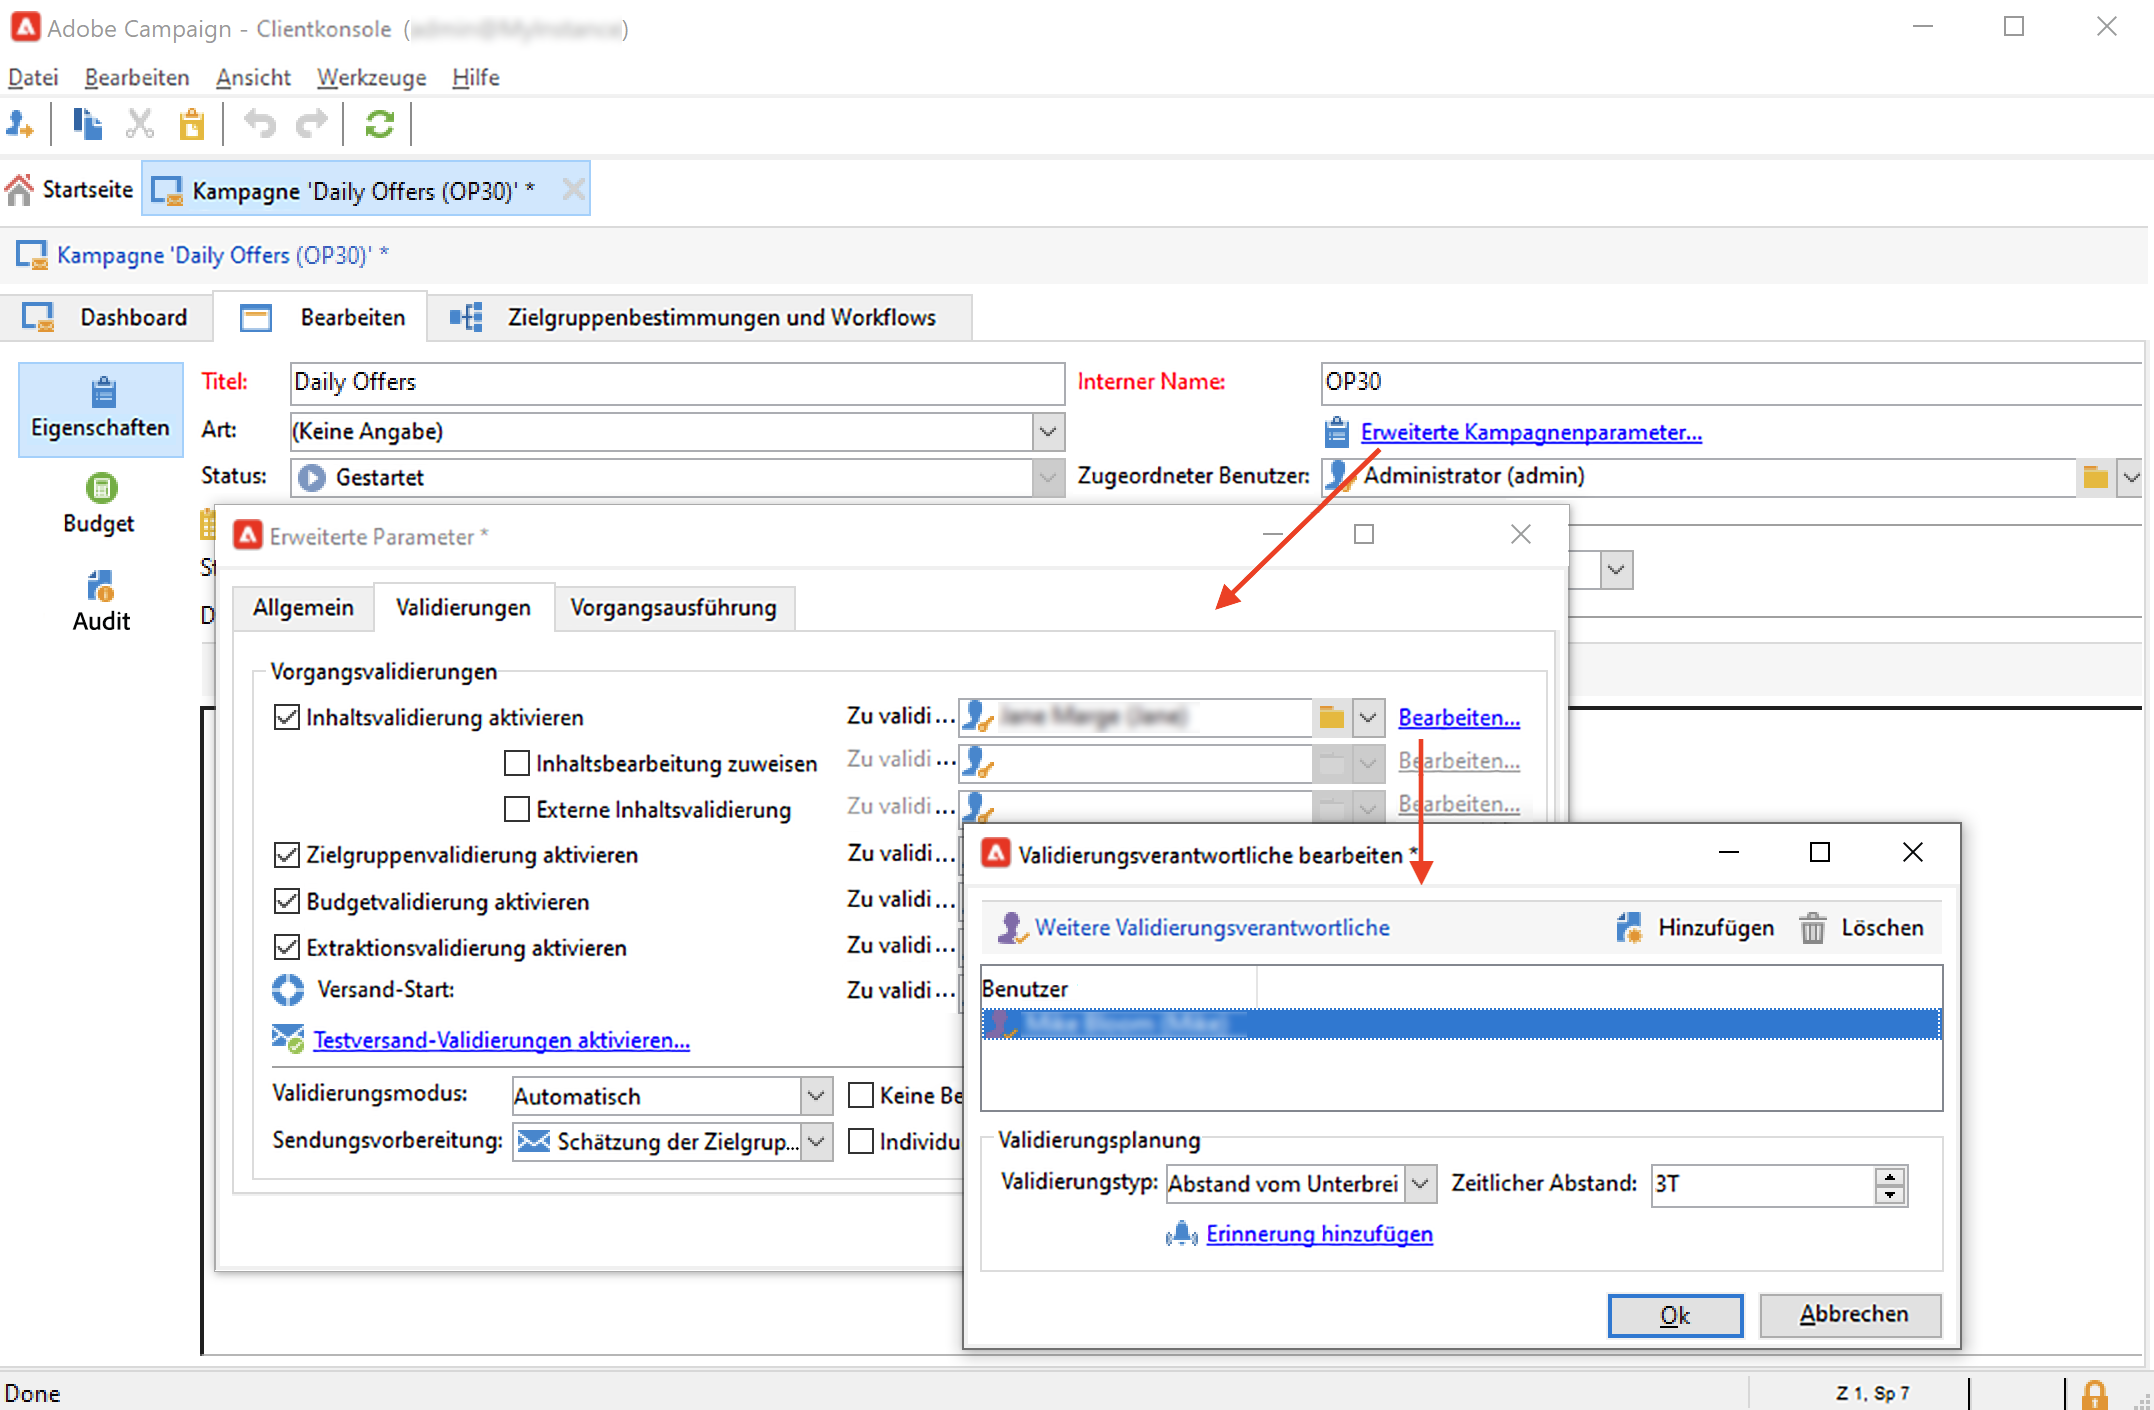 Adobe Campaign - Clientkonsole
Datei Bearbeiten Ansicht Werkzeuge Hilfe
Startseite Kampagne 'Daily Offers (OP30)' *
Kampagne 'Daily Offers (OP30)' *
Dashboard Bearbeiten Zielgruppenbestimmungen und Workflows
Eigenschaften
Budget
Audit
Titel: Daily Offers Interner Name: OP30
Art: (Keine Angabe) Erweiterte Kampagnenparameter...
Status: Gestartet Zugeordneter Benutzer: Administrator (admin)
Erweiterte Parameter *
Allgemein Validierungen Vorgangsausführung
Vorgangsvalidierungen
Inhaltsvalidierung aktivieren Zu validi... Bearbeiten...
Inhaltsbearbeitung zuweisen Zu validi... Bearbeiten...
Externe Inhaltsvalidierung Zu validi... Bearbeiten...
Zielgruppenvalidierung aktivieren Zu validi...
Budgetvalidierung aktivieren Zu validi...
Extraktionsvalidierung aktivieren Zu validi...
Versand-Start: Zu validi...
Testversand-Validierungen aktivieren...
Validierungsmodus: Automatisch Keine Be
Sendungsvorbereitung: Schätzung der Zielgrup... Individu
Validierungsverantwortliche bearbeiten *
Weitere Validierungsverantwortliche Hinzufügen Löschen
Benutzer
Validierungsplanung
Validierungstyp: Abstand vom Unterbrei Zeitlicher Abstand: 3T
Erinnerung hinzufügen
Ok Abbrechen
Done Z 1, Sp 7